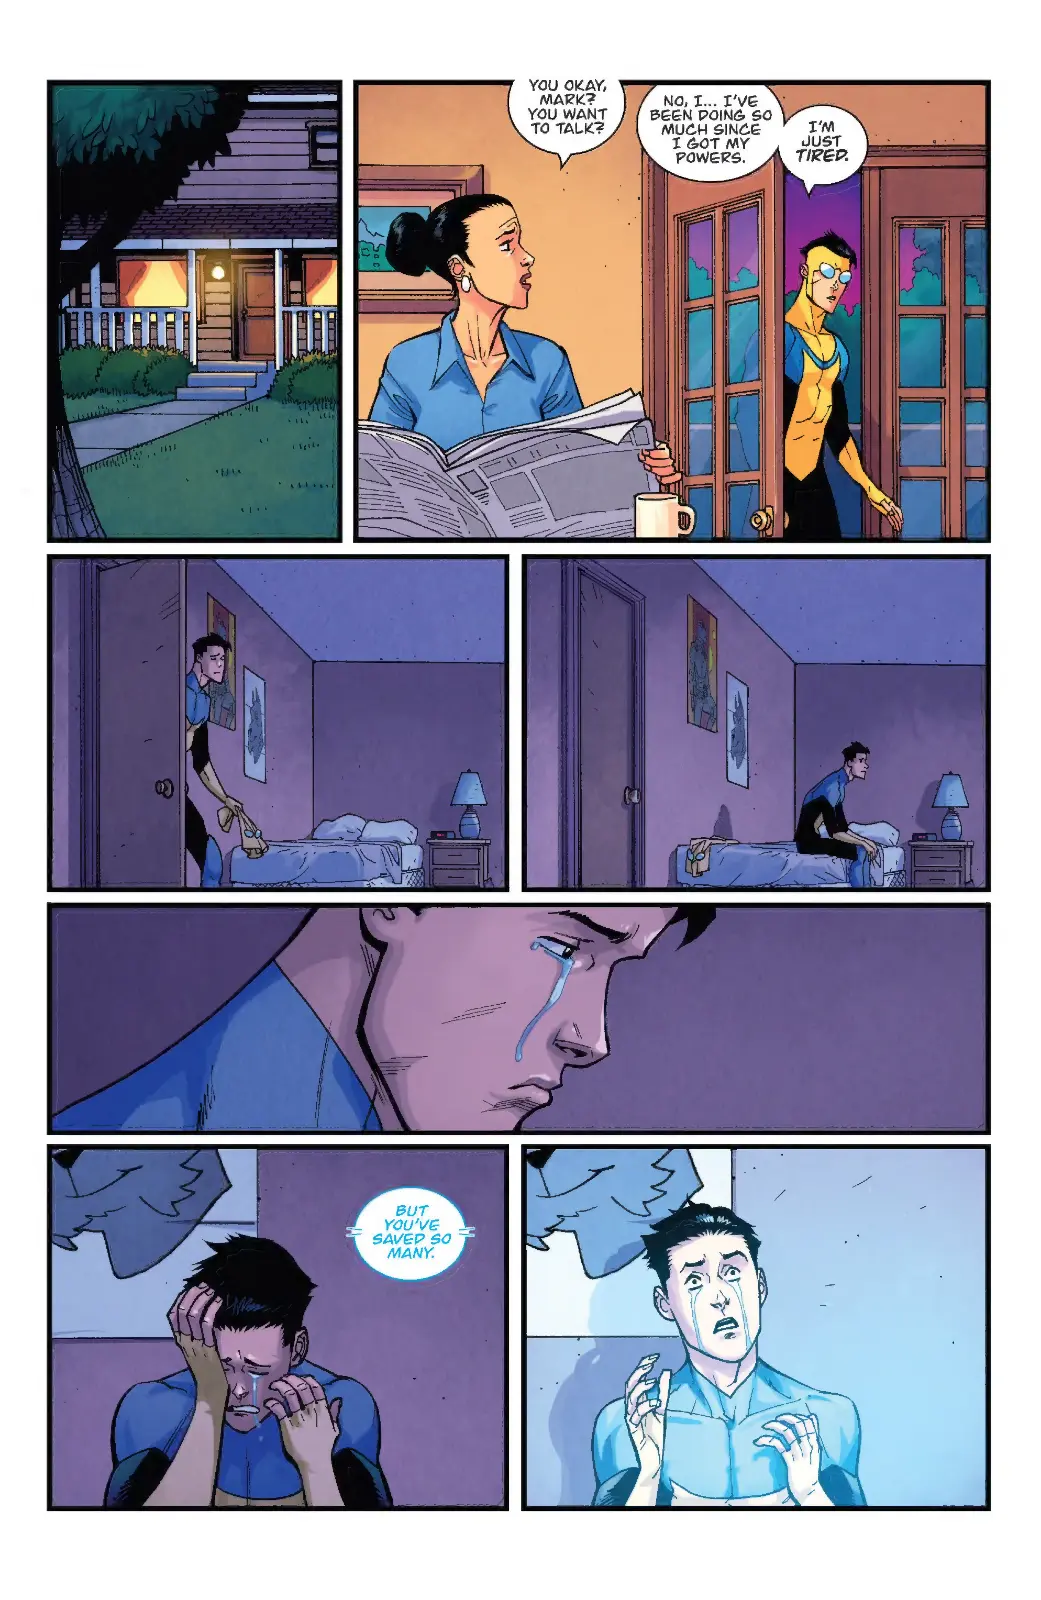 YOU OKAY,
MARK?
YOU WANT
TO TALK?
NO, I... I'VE
BEEN DOING SO
MUCH SINCE
I GOT MY
POWERS.
I'M
JUST
TIRED.
BUT
YOU'VE
SAVED SO
MANY.